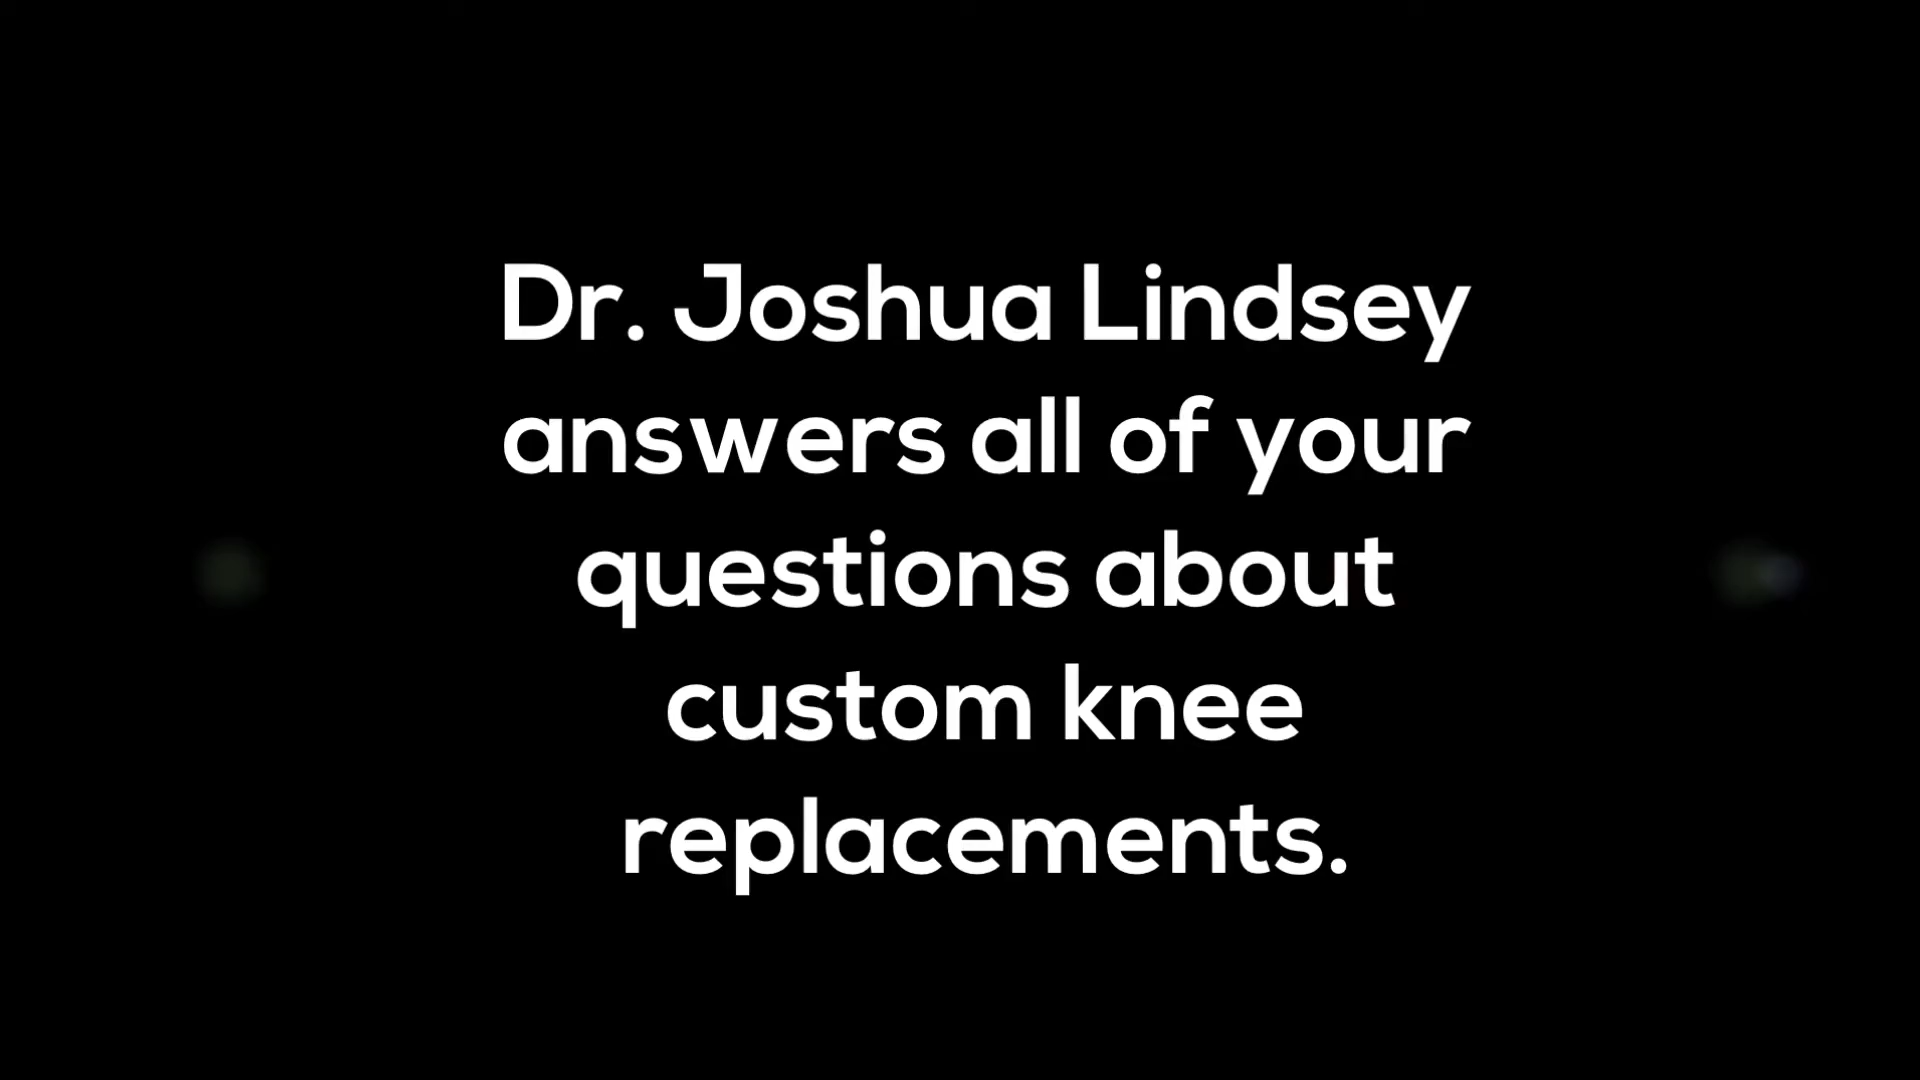 Dr. Joshua Lindsey
answers all of your
questions about
custom knee
replacements.